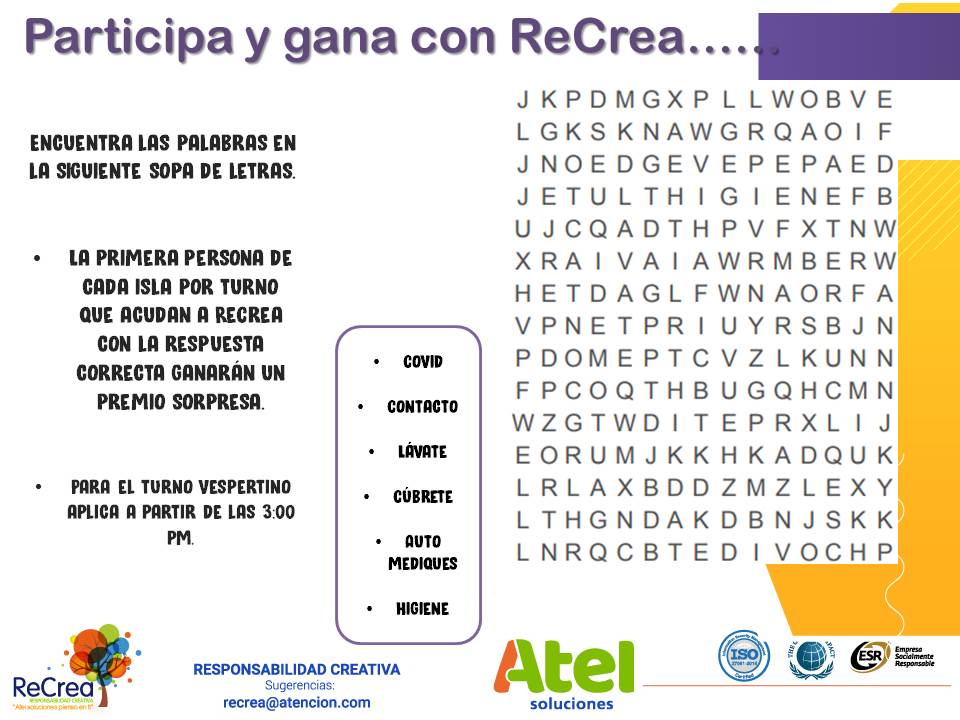 Participa y gana con ReCrea......
ENCUENTRA LAS PALABRAS EN
LA SIGUIENTE SOPA DE LETRAS.
• LA PRIMERA PERSONA DE
CADA ISLA POR TURNO
QUE ACUDAN A RECREA
CON LA RESPUESTA
CORRECTA GANARÁN UN
PREMIO SORPRESA.
• PARA EL TURNO VESPERTINO
APLICA A PARTIR DE LAS 3:00
PM.
• COVID
• CONTACTO
• LÁVATE
• CÚBRETE
• AUTO
MEDIQUES
• HIGIENE
J K P D M G X P L L W O B V E
L G K S K N A W G R Q A O I F
J N O E D G E V E P E P A E D
J E T U L T H I G I E N E F B
U J C Q A D T H P V F X T N W
X R A I V A I A W R M B E R W
H E T D A G L F W N A O R F A
V P N E T P R I U Y R S B J N
P D O M E P T C V Z L K U N N
F P C O Q T H B U G Q H C M N
W Z G T W D I T E P R X L I J
E O R U M J K K H K A D Q U K
L R L A X B D D Z M Z L E X Y
L T H G N D A K D B N J S K K
L N R Q C B T E D I V O C H P
ReCrea
RESPONSABILIDAD CREATIVA
"Atel soluciones piensa en ti"
RESPONSABILIDAD CREATIVA
Sugerencias:
recrea@atencion.com
Atel
soluciones
ISO
Certified
ESR
Empresa
Socialmente
Responsable